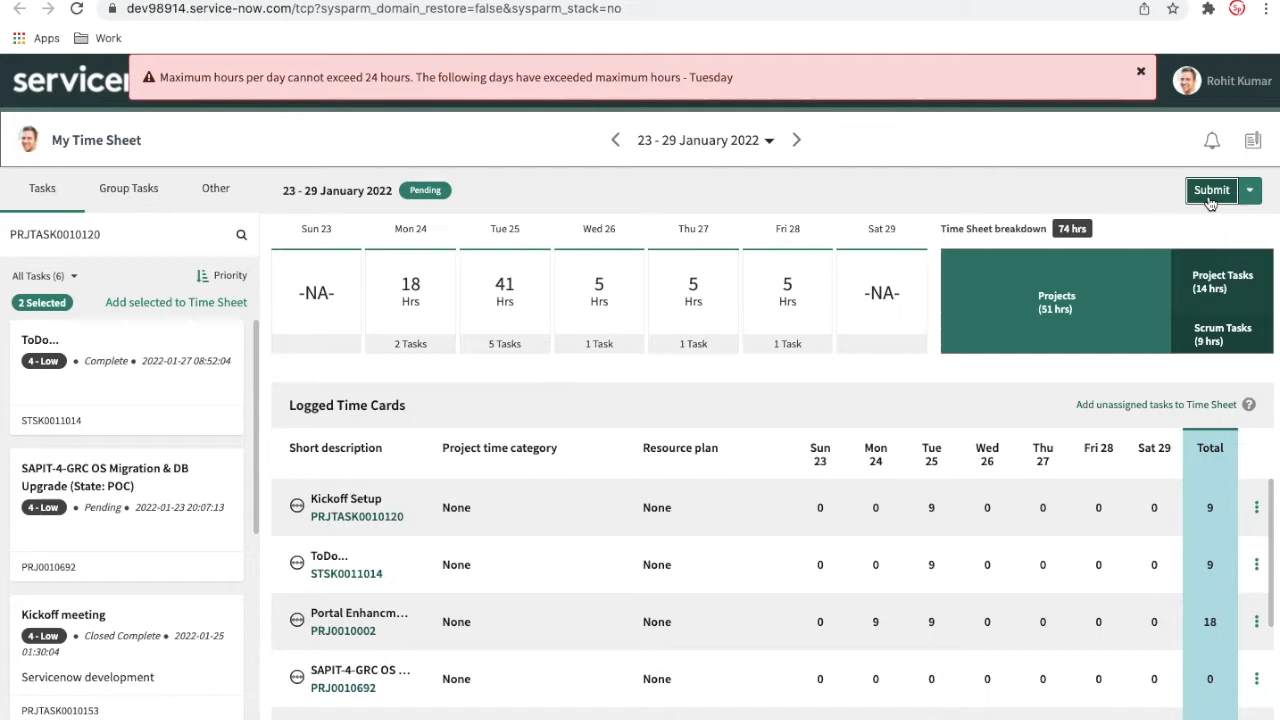 dev98914.service-now.com/tcp?sysparm_domain_restore=false&sysparm_stack=no
Apps
Work
Maximum hours per day cannot exceed 24 hours. The following days have exceeded maximum hours - Tuesday
Rohit Kumar
My Time Sheet
23 - 29 January 2022
Tasks
Group Tasks
Other
23 - 29 January 2022
Pending
Submit
PRJTASK0010120
All Tasks (6)
Priority
2 Selected
Add selected to Time Sheet
ToDo...
4 - Low • Complete • 2022-01-27 08:52:04
STSK0011014
SAPIT-4-GRC OS Migration & DB
Upgrade (State: POC)
4 - Low • Pending • 2022-01-23 20:07:13
PRJ0010692
Kickoff meeting
4 - Low • Closed Complete • 2022-01-25
01:30:04
Servicenow development
PRJTASK0010153
Sun 23 Mon 24 Tue 25 Wed 26 Thu 27 Fri 28 Sat 29
-NA- 18 41 5 5 5 -NA-
Hrs Hrs Hrs Hrs Hrs
2 Tasks 5 Tasks 1 Task 1 Task 1 Task
Time Sheet breakdown 74 hrs
Projects
(51 hrs)
Project Tasks
(14 hrs)
Scrum Tasks
(9 hrs)
Logged Time Cards
Add unassigned tasks to Time Sheet ?
Short description Project time category Resource plan Sun 23 Mon 24 Tue 25 Wed 26 Thu 27 Fri 28 Sat 29 Total
Kickoff Setup
PRJTASK0010120 None None 0 0 9 0 0 0 0 9
ToDo...
STSK0011014 None None 0 0 9 0 0 0 0 9
Portal Enhancm...
PRJ0010002 None None 0 9 9 0 0 0 0 18
SAPIT-4-GRC OS ...
PRJ0010692 None None 0 0 0 0 0 0 0 0